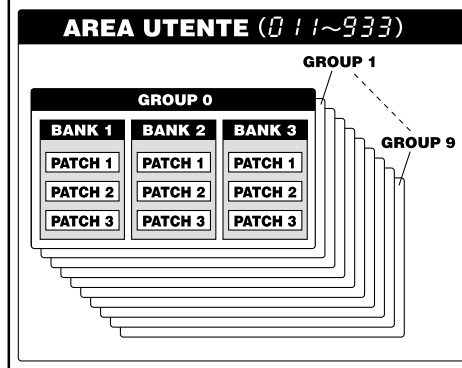 AREA UTENTE (011~933)
GROUP 1
GROUP 0
GROUP 9
BANK 1 BANK 2 BANK 3
PATCH 1 PATCH 1 PATCH 1
PATCH 2 PATCH 2 PATCH 2
PATCH 3 PATCH 3 PATCH 3